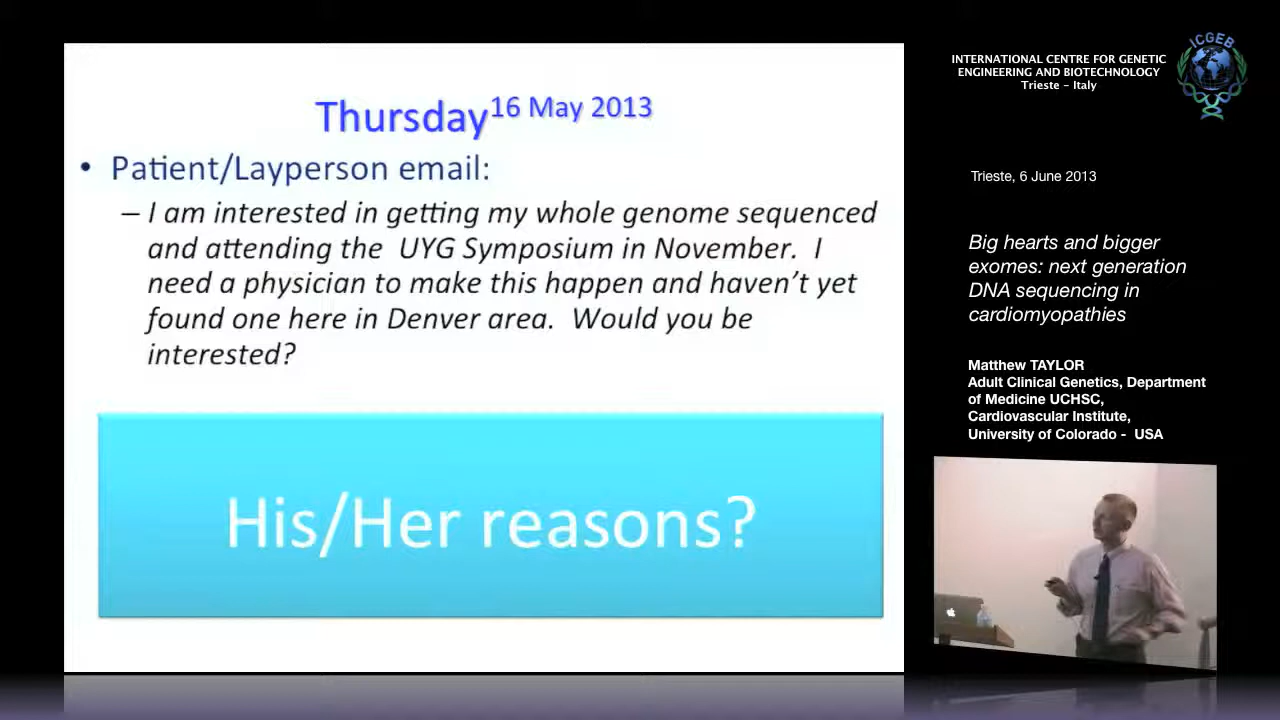 Thursday 16 May 2013
• Patient/Layperson email:
– I am interested in getting my whole genome sequenced
and attending the UYG Symposium in November. I
need a physician to make this happen and haven't yet
found one here in Denver area. Would you be
interested?
His/Her reasons?
INTERNATIONAL CENTRE FOR GENETIC
ENGINEERING AND BIOTECHNOLOGY
Trieste - Italy
ICGEB
Trieste, 6 June 2013
Big hearts and bigger
exomes: next generation
DNA sequencing in
cardiomyopathies
Matthew TAYLOR
Adult Clinical Genetics, Department
of Medicine UCHSC,
Cardiovascular Institute,
University of Colorado - USA